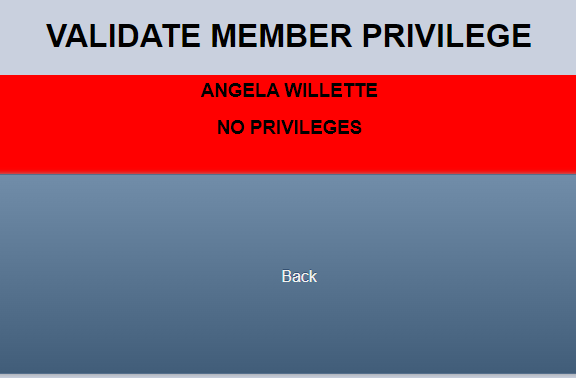 VALIDATE MEMBER PRIVILEGE
ANGELA WILLETTE
NO PRIVILEGES
Back